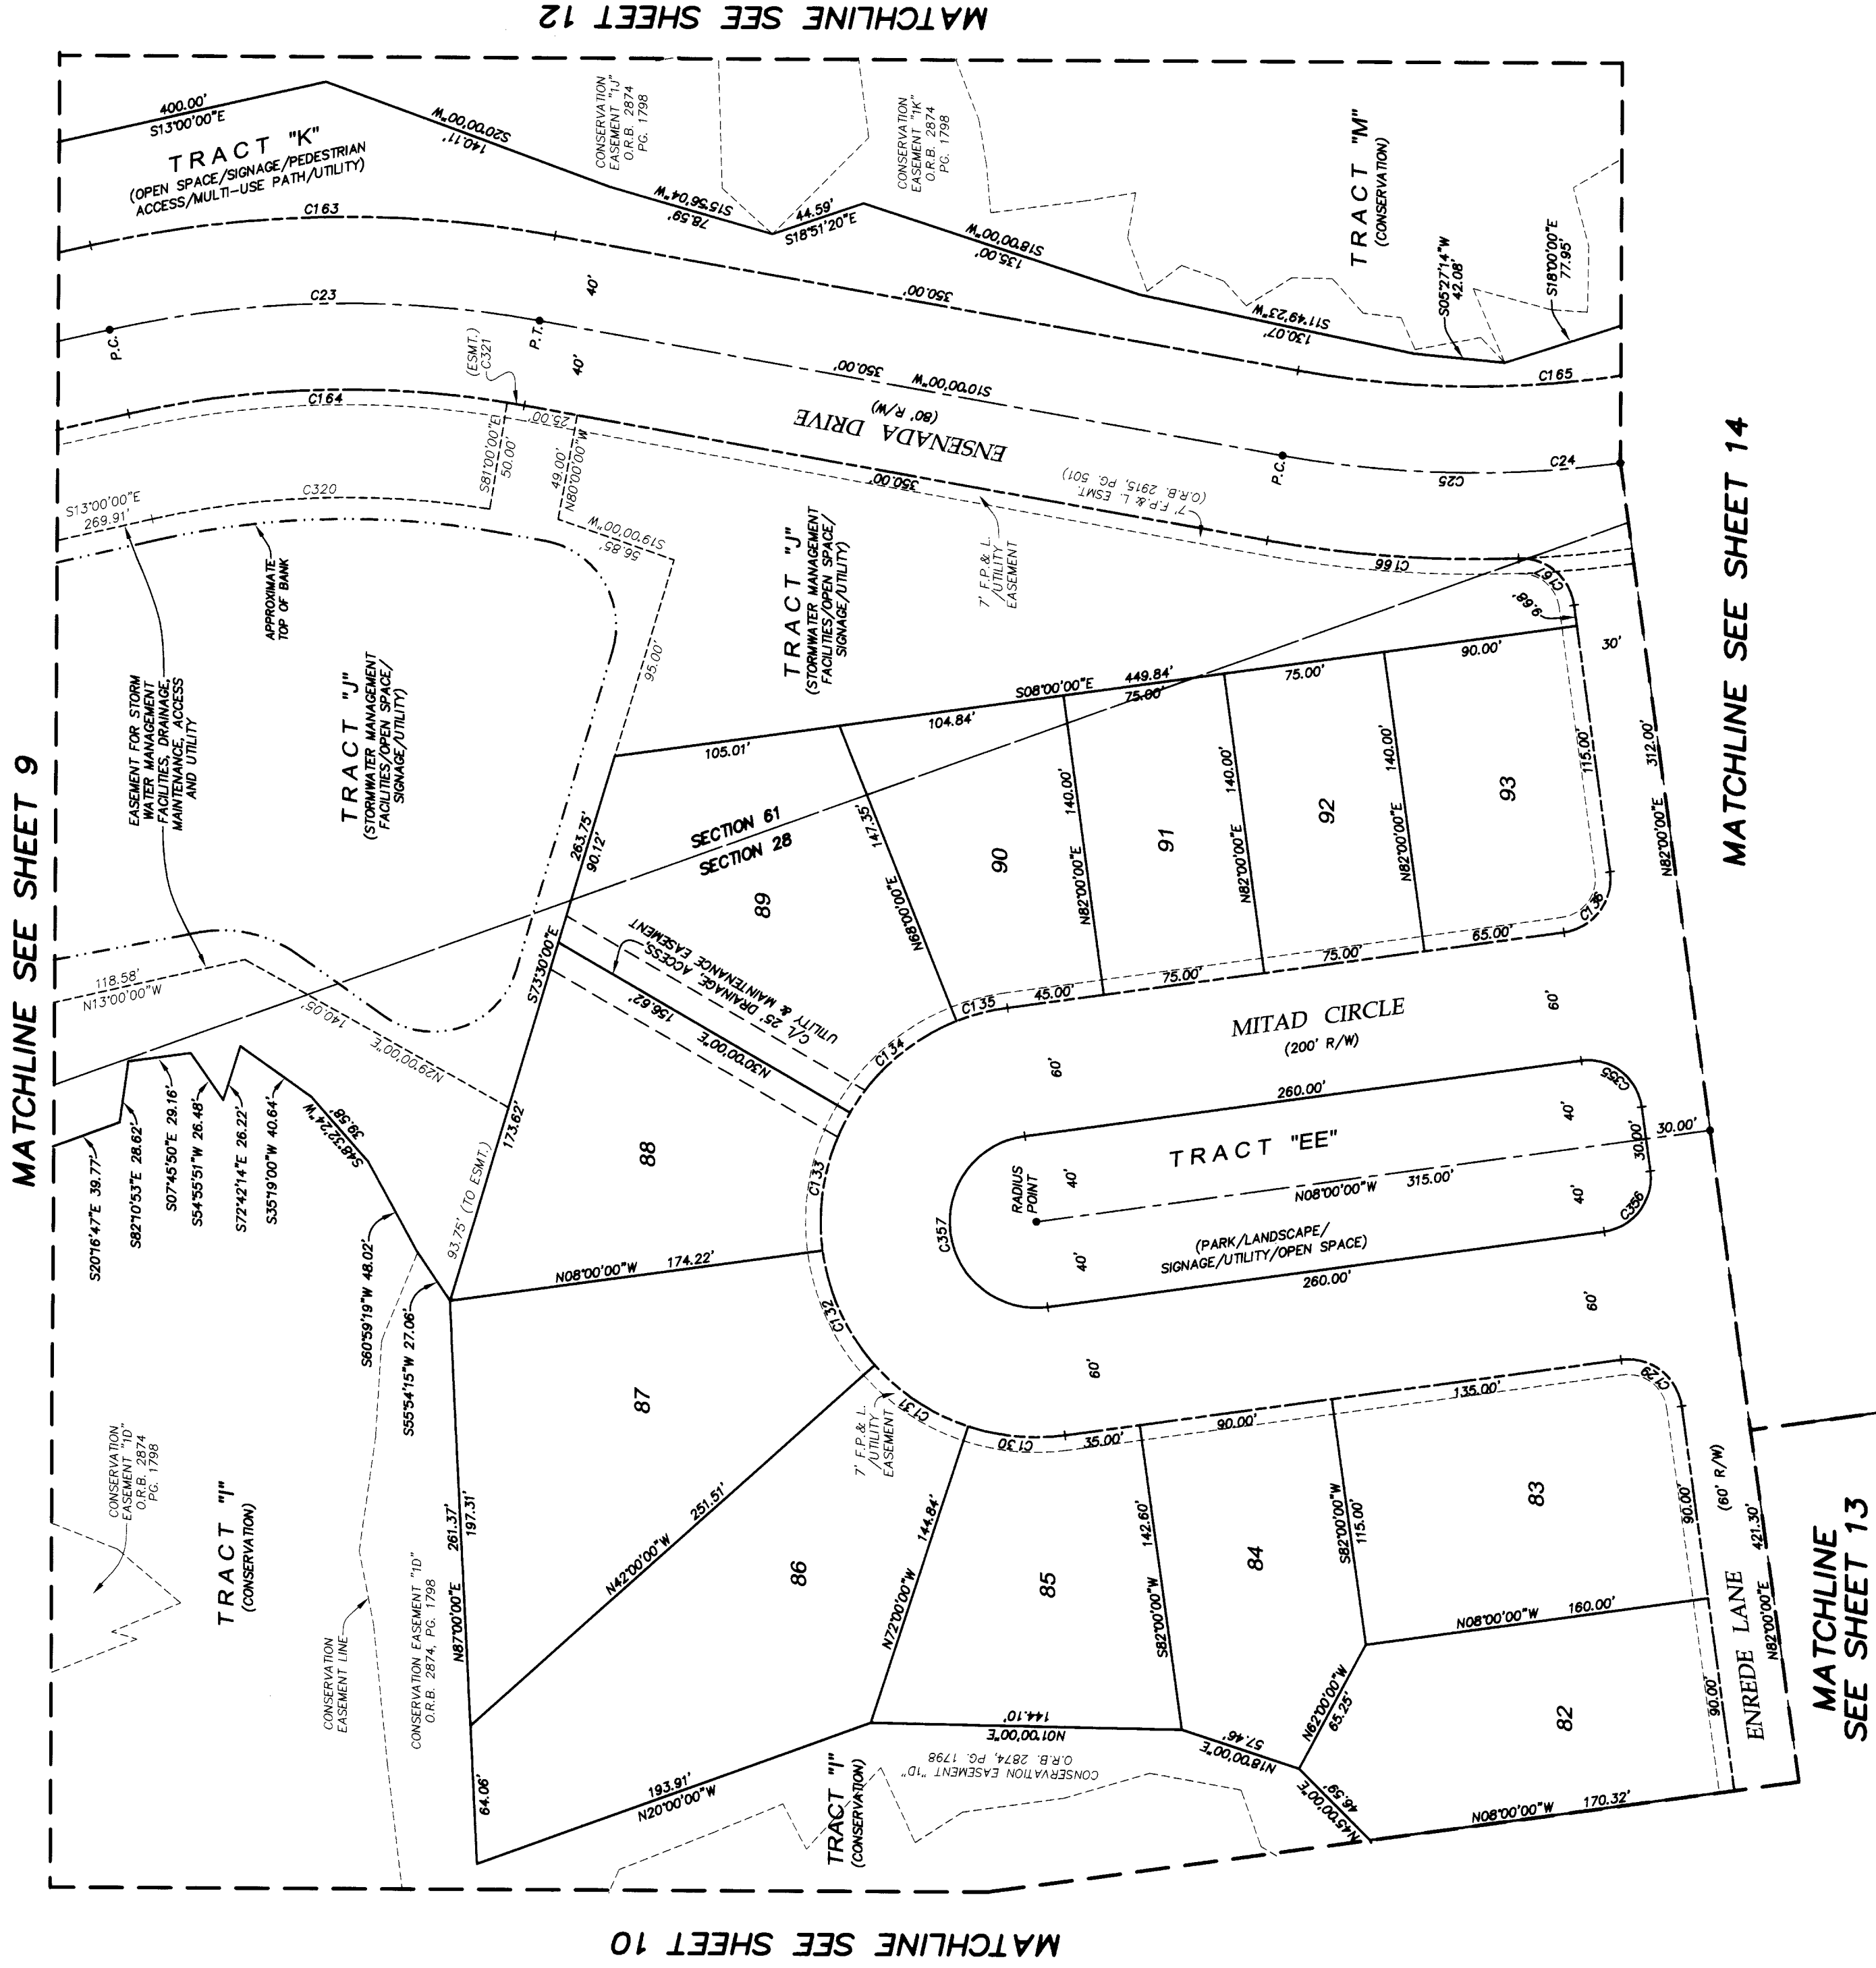 MATCHLINE SEE SHEET 12
MATCHLINE SEE SHEET 9
MATCHLINE SEE SHEET 14
MATCHLINE
SEE SHEET 13
MATCHLINE SEE SHEET 10
400.00'
S13°00'00"E
TRACT "K"
(OPEN SPACE/SIGNAGE/PEDESTRIAN
ACCESS/MULTI-USE PATH/UTILITY)
S20°00'00"W
140.11'
CONSERVATION
EASEMENT "1J"
O.R.B. 2874
PG. 1798
S15°56'04"W
78.59'
44.59'
S18°51'20"E
CONSERVATION
EASEMENT "1K"
O.R.B. 2874
PG. 1798
S18°00'00"W
135.00'
TRACT "M"
(CONSERVATION)
S11°49'23"W
130.07'
S05°27'14"W
42.08'
S18°00'00"E
77.95'
C163
C23
P.C.
P.T.
40'
40'
(ESMT.)
C321
C164
350.00'
350.00'
S10°00'00"W
ENSENADA DRIVE
(80' R/W)
350.00'
P.C.
C165
C24
C25
25.00'
S81°00'00"E
50.00'
49.00'
N80°00'00"W
C320
S13°00'00"E
269.91'
S19°00'00"W
56.85'
95.00'
7' F.P.& L. ESMT.
(O.R.B. 2915, PG. 501)
7' F.P.& L.
/UTILITY
EASEMENT
C166
C167
9.68'
30'
APPROXIMATE
TOP OF BANK
EASEMENT FOR STORM
WATER MANAGEMENT
FACILITIES, DRAINAGE,
MAINTENANCE, ACCESS
AND UTILITY
TRACT "J"
(STORMWATER MANAGEMENT
FACILITIES/OPEN SPACE/
SIGNAGE/UTILITY)
TRACT "J"
(STORMWATER MANAGEMENT
FACILITIES/OPEN SPACE/
SIGNAGE/UTILITY)
118.58'
N13°00'00"W
140.05'
N29°00'00"E
S08°00'00"E
449.84'
105.01'
104.84'
75.00'
75.00'
90.00'
263.75'
90.12'
S73°30'00"E
173.62'
93.75' (TO ESMT.)
SECTION 61
SECTION 28
89
147.35'
N68°00'00"E
90
140.00'
N82°00'00"E
91
140.00'
N82°00'00"E
92
140.00'
N82°00'00"E
93
115.00'
312.00'
N82°00'00"E
C/L 25' DRAINAGE, ACCESS,
UTILITY & MAINTENANCE EASEMENT
156.62'
N30°00'00"E
C134
C135
45.00'
75.00'
75.00'
65.00'
C136
MITAD CIRCLE
(200' R/W)
60'
60'
88
C133
260.00'
C355
40'
40'
TRACT "EE"
RADIUS
POINT
N08°00'00"W
315.00'
30.00'
30.00'
(PARK/LANDSCAPE/
SIGNAGE/UTILITY/OPEN SPACE)
40'
40'
C356
C357
260.00'
60'
60'
S20°16'47"E 39.77'
S82°10'53"E 28.62'
S07°45'50"E 29.16'
S54°55'51"W 26.48'
S72°42'14"E 26.22'
S35°19'00"W 40.64'
S48°32'24"W
39.58'
S60°59'19"W 48.02'
S55°54'15"W 27.06'
N08°00'00"W
174.22'
C132
87
C131
7' F.P.& L.
/UTILITY
EASEMENT
C130
35.00'
90.00'
135.00'
C129
CONSERVATION
EASEMENT "1D"
O.R.B. 2874
PG. 1798
TRACT "I"
(CONSERVATION)
CONSERVATION
EASEMENT LINE
CONSERVATION EASEMENT "1D"
O.R.B. 2874, PG. 1798
261.37'
197.31'
N87°00'00"E
64.06'
251.51'
N42°00'00"W
86
144.84'
N72°00'00"W
85
142.60'
S82°00'00"W
84
S82°00'00"W
115.00'
83
90.00'
(60' R/W)
421.30'
N82°00'00"E
ENREDE LANE
90.00'
N08°00'00"W
160.00'
82
N62°00'00"W
65.25'
144.10'
N01°00'00"E
57.46'
N18°00'00"E
46.59'
N45°00'00"E
N08°00'00"W
170.32'
CONSERVATION EASEMENT "1D"
O.R.B. 2874, PG. 1798
193.91'
N20°00'00"W
TRACT "I"
(CONSERVATION)